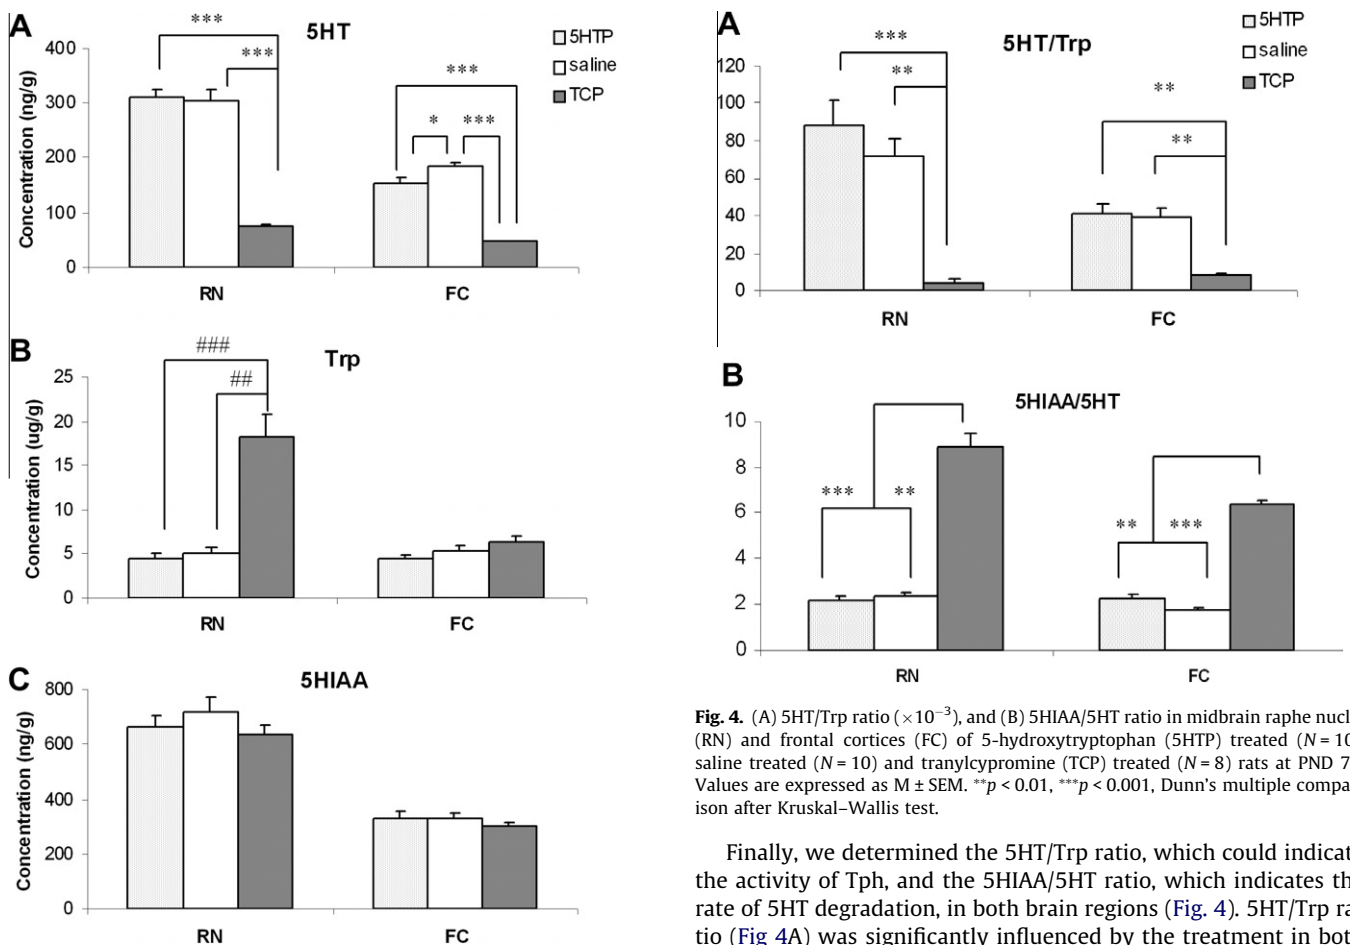 A
5HT
***
***
***
*
***
5HTP
saline
TCP
Concentration (ng/g)
400
300
200
100
0
RN
FC
B
Trp
###
##
Concentration (ug/g)
25
20
15
10
5
0
RN
FC
C
5HIAA
Concentration (ng/g)
800
600
400
200
0
RN
FC
A
5HT/Trp
***
**
**
**
5HTP
saline
TCP
120
100
80
60
40
20
0
RN
FC
B
5HIAA/5HT
***
**
**
***
10
8
6
4
2
0
RN
FC
Fig. 4. (A) 5HT/Trp ratio (×10−3), and (B) 5HIAA/5HT ratio in midbrain raphe nucle
(RN) and frontal cortices (FC) of 5-hydroxytryptophan (5HTP) treated (N = 10
saline treated (N = 10) and tranylcypromine (TCP) treated (N = 8) rats at PND 7
Values are expressed as M ± SEM. **p < 0.01, ***p < 0.001, Dunn's multiple compa
ison after Kruskal–Wallis test.
Finally, we determined the 5HT/Trp ratio, which could indicat
the activity of Tph, and the 5HIAA/5HT ratio, which indicates th
rate of 5HT degradation, in both brain regions (Fig. 4). 5HT/Trp ra
tio (Fig 4A) was significantly influenced by the treatment in bot